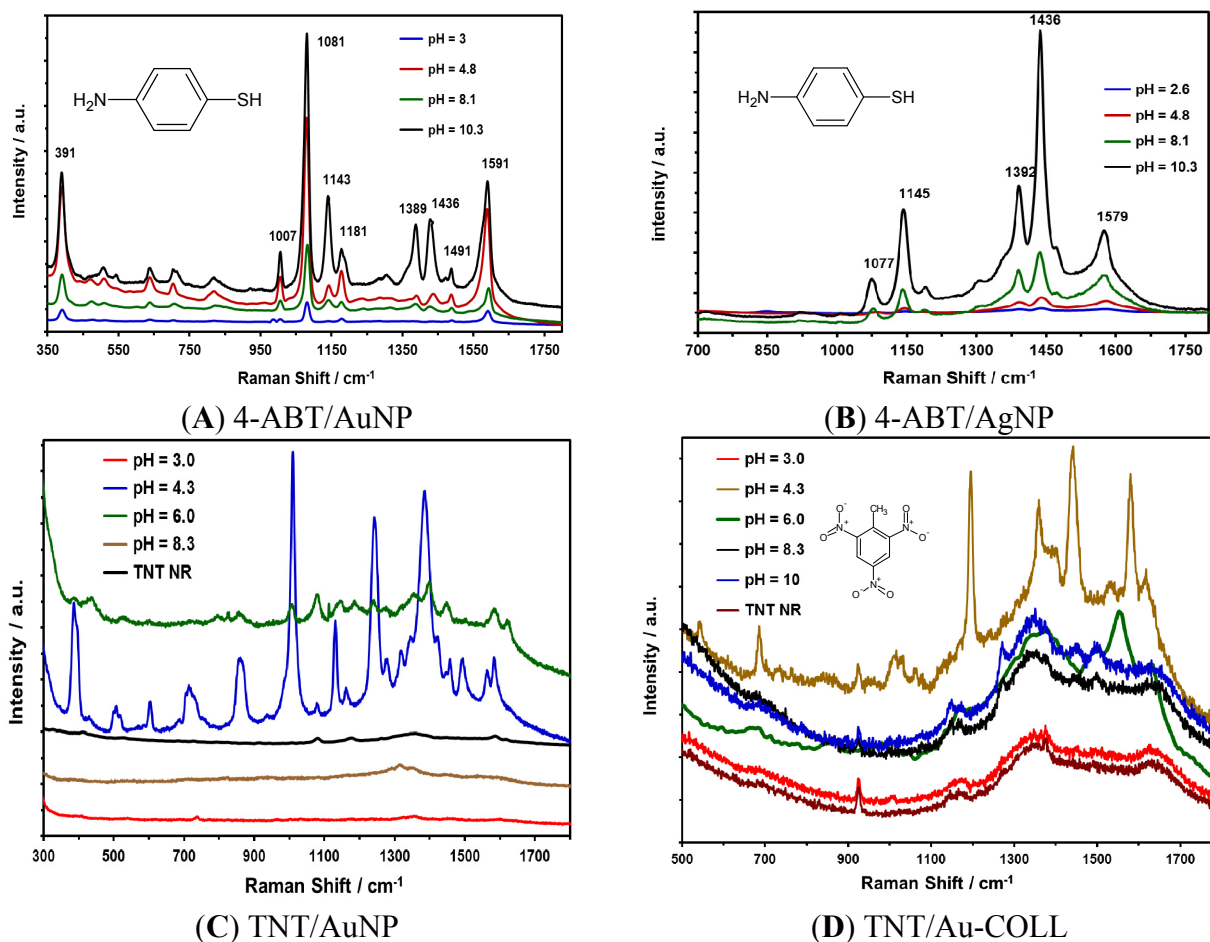 1081
pH = 3
pH = 4.8
pH = 8.1
pH = 10.3
H₂N
SH
391
1007
1143
1181
1389
1436
1491
1591
Intensity / a.u.
350 550 750 950 1150 1350 1550 1750
Raman Shift / cm⁻¹
(A) 4-ABT/AuNP
1436
pH = 2.6
pH = 4.8
pH = 8.1
pH = 10.3
H₂N
SH
1077
1145
1392
1579
intensity / a.u.
700 850 1000 1150 1300 1450 1600 1750
Raman Shift / cm⁻¹
(B) 4-ABT/AgNP
pH = 3.0
pH = 4.3
pH = 6.0
pH = 8.3
TNT NR
Intensity / a.u.
300 500 700 900 1100 1300 1500 1700
Raman Shift / cm⁻¹
(C) TNT/AuNP
pH = 3.0
pH = 4.3
pH = 6.0
pH = 8.3
pH = 10
TNT NR
O⁻ CH₃ O
N⁺ N⁺
O O⁻
N⁺
O⁻ O
Intensity / a.u.
500 700 900 1100 1300 1500 1700
Raman Shift / cm⁻¹
(D) TNT/Au-COLL